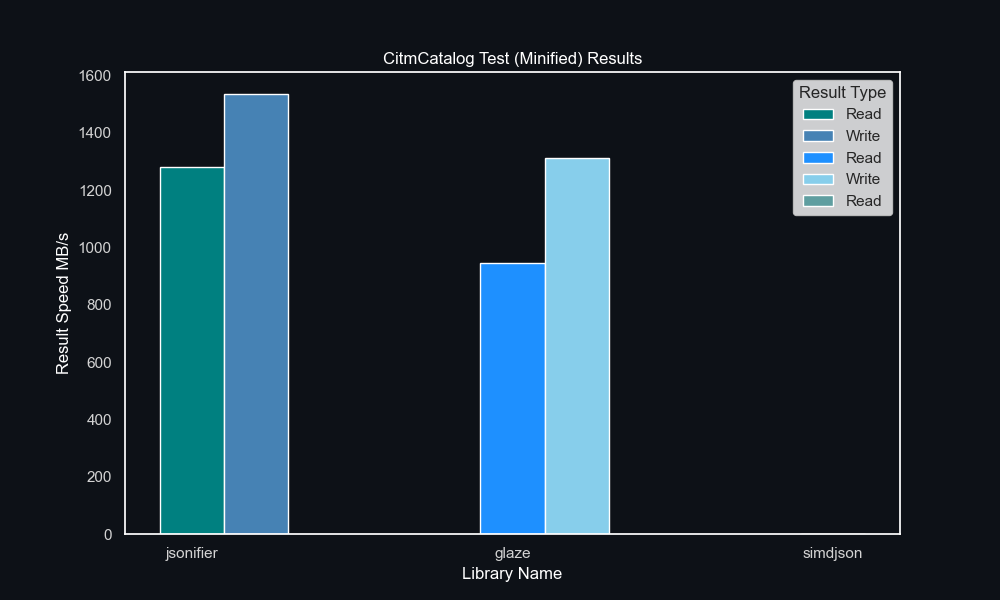 CitmCatalog Test (Minified) Results
1600
1400
1200
1000
800
600
400
200
0
Result Speed MB/s
Result Type
Read
Write
Read
Write
Read
jsonifier
glaze
simdjson
Library Name